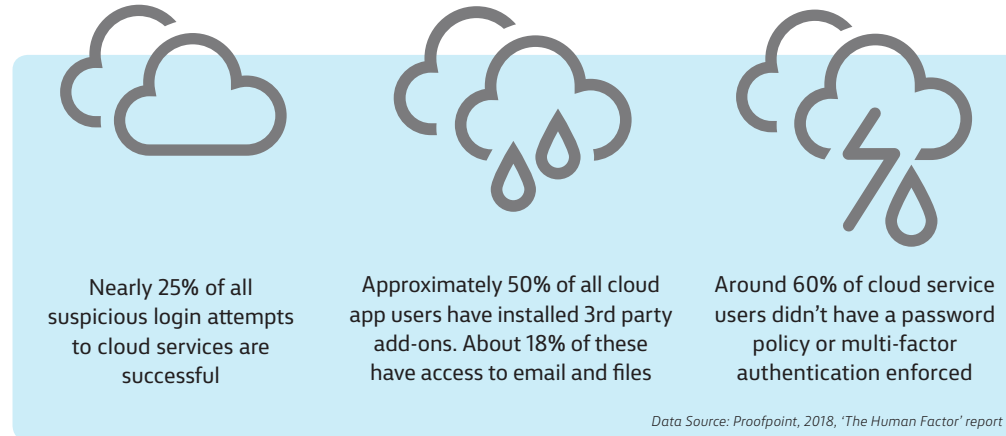 Nearly 25% of all
suspicious login attempts
to cloud services are
successful
Approximately 50% of all cloud
app users have installed 3rd party
add-ons. About 18% of these
have access to email and files
Around 60% of cloud service
users didn’t have a password
policy or multi-factor
authentication enforced
Data Source: Proofpoint, 2018, ‘The Human Factor’ report